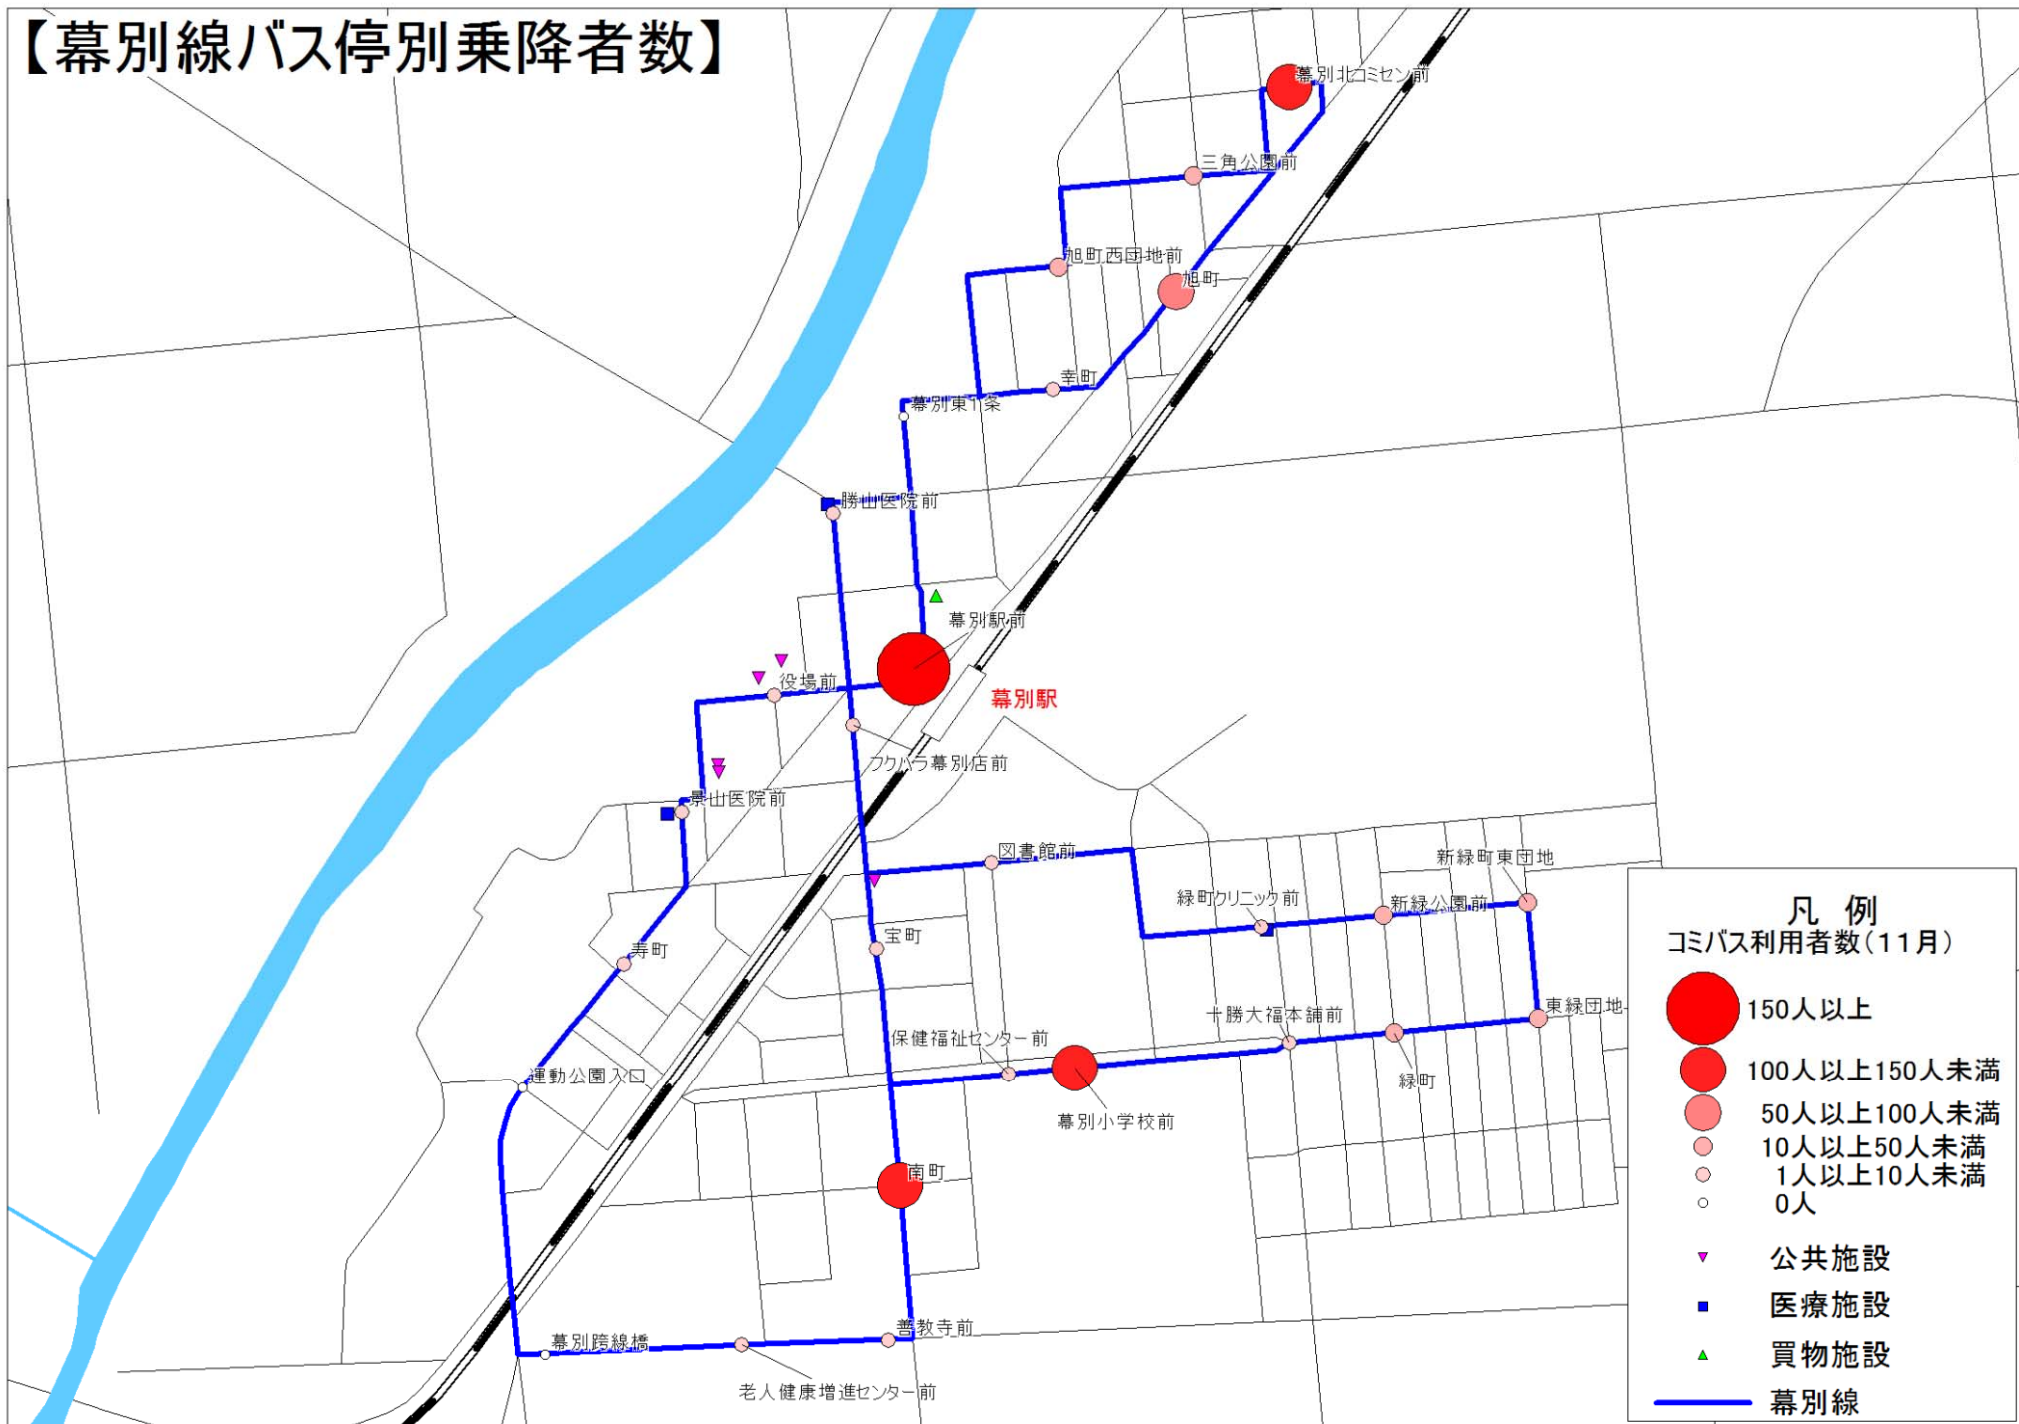 【幕別線バス停別乗降者数】
幕別北コミセン前
三角公園前
旭町西団地前
旭町
幸町
幕別東1条
勝山医院前
幕別駅前
役場前
幕別駅
フクハラ幕別店前
景山医院前
図書館前
新緑町東団地
緑町クリニック前
新緑公園前
宝町
寿町
東緑団地
十勝大福本舗前
保健福祉センター前
運動公園入口
緑町
幕別小学校前
南町
善教寺前
幕別跨線橋
老人健康増進センター前
凡 例
コミバス利用者数(11月)
150人以上
100人以上150人未満
50人以上100人未満
10人以上50人未満
1人以上10人未満
0人
公共施設
医療施設
買物施設
幕別線